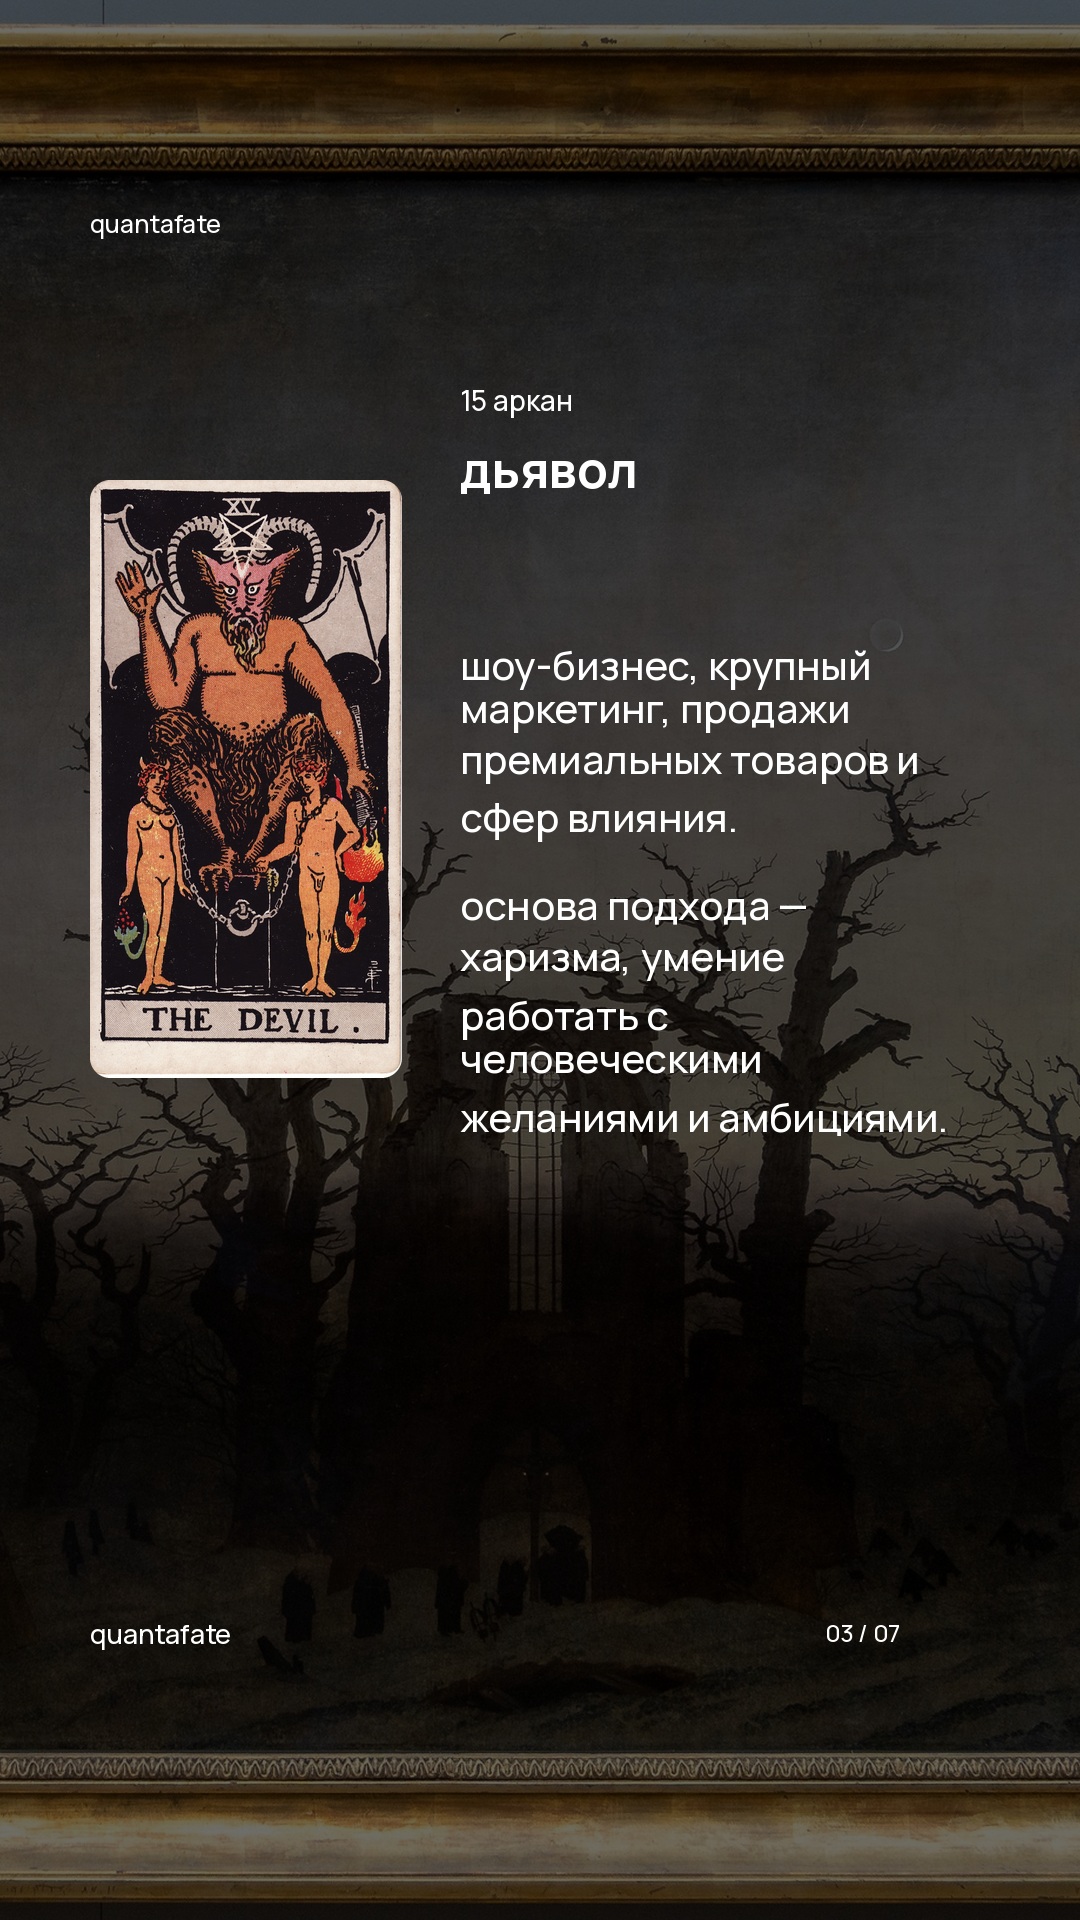 quantafate
15 аркан
дьявол
XV
THE DEVIL.
шоу-бизнес, крупный
маркетинг, продажи
премиальных товаров и
сфер влияния.
основа подхода —
харизма, умение
работать с
человеческими
желаниями и амбициями.
quantafate
03 / 07